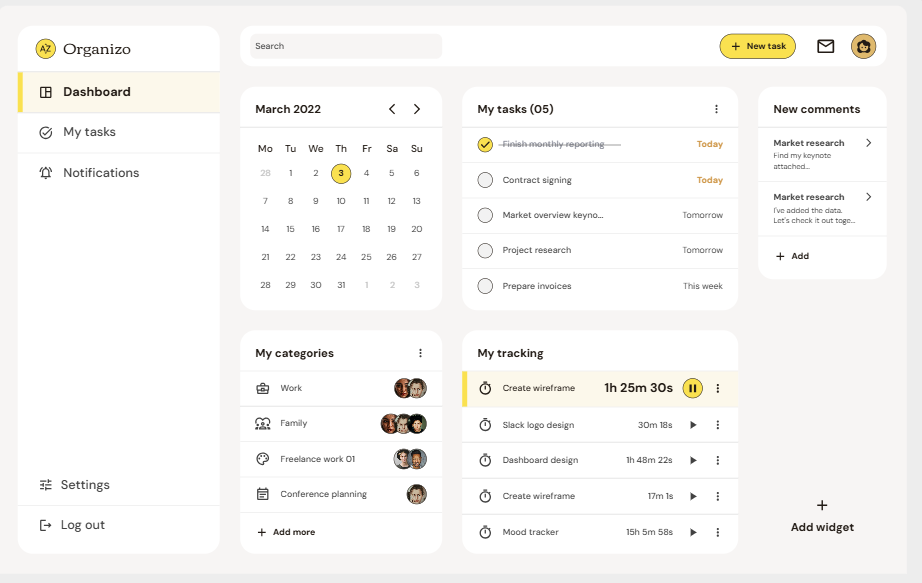 AZ Organizo
Dashboard
My tasks
Notifications
Settings
Log out
Search
+ New task
March 2022
Mo Tu We Th Fr Sa Su
28 1 2 3 4 5 6
7 8 9 10 11 12 13
14 15 16 17 18 19 20
21 22 23 24 25 26 27
28 29 30 31 1 2 3
My tasks (05)
Finish monthly reporting Today
Contract signing Today
Market overview keyno... Tomorrow
Project research Tomorrow
Prepare invoices This week
New comments
Market research
Find my keynote
attached...
Market research
I've added the data.
Let's check it out toge...
+ Add
My categories
Work
Family
Freelance work 01
Conference planning
+ Add more
My tracking
Create wireframe 1h 25m 30s
Slack logo design 30m 18s
Dashboard design 1h 48m 22s
Create wireframe 17m 1s
Mood tracker 15h 5m 58s
+
Add widget